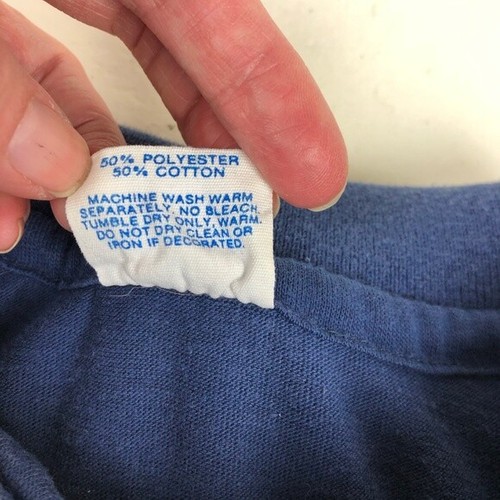 50% POLYESTER
50% COTTON
MACHINE WASH WARM
SEPARATELY. NO BLEACH.
TUMBLE DRY ONLY, WARM.
DO NOT DRY CLEAN OR
IRON IF DECORATED.